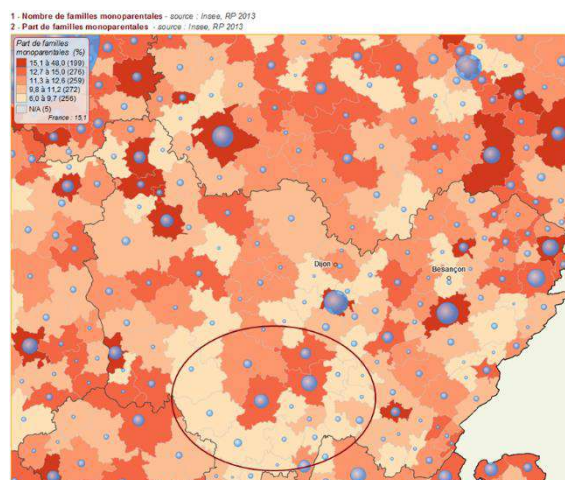 1 - Nombre de familles monoparentales - source : Insee, RP 2013
2 - Part de familles monoparentales - source : Insee, RP 2013
Part de familles
monoparentales (%)
15,1 à 48,0 (199)
12,7 à 15,0 (276)
11,3 à 12,6 (259)
9,8 à 11,2 (272)
6,0 à 9,7 (256)
N/A (5)
France : 15,1
Dijon
Besançon